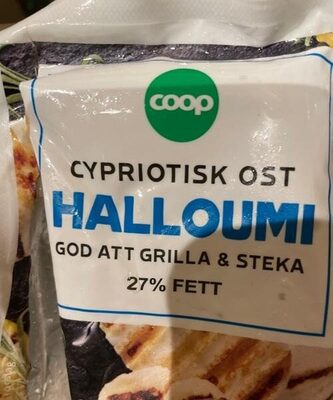 coop
CYPRIOTISK OST
HALLOUMI
GOD ATT GRILLA & STEKA
27% FETT